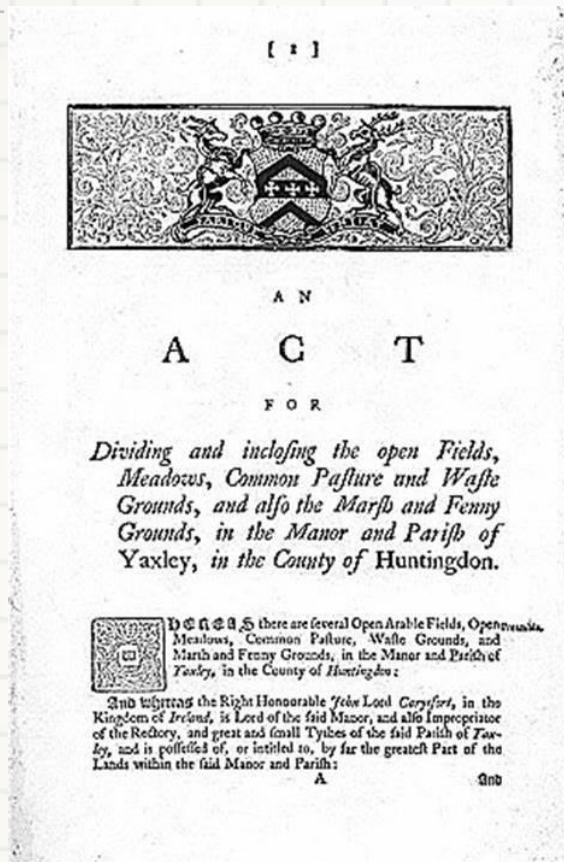 [ 1 ]
AN
ACT
FOR
Dividing and incloſing the open Fields,
Meadows, Common Paſture and Waſte
Grounds, and alſo the Marſh and Fenny
Grounds, in the Manor and Pariſh of
Yaxley, in the County of Huntingdon.
WHEREAS there are ſeveral Open Arable Fields, Open
Meadows, Common Paſture, Waſte Grounds, and
Marſh and Fenny Grounds, in the Manor and Pariſh of
Yaxley, in the County of Huntingdon:
And whereas the Right Honourable John Lord Carysfort, in the
Kingdom of Ireland, is Lord of the ſaid Manor, and alſo Impropriator
of the Rectory, and great and ſmall Tythes of the ſaid Pariſh of Yax-
ley, and is poſſeſſed of, or intitled to, by far the greateſt Part of the
Lands within the ſaid Manor and Pariſh:
A And